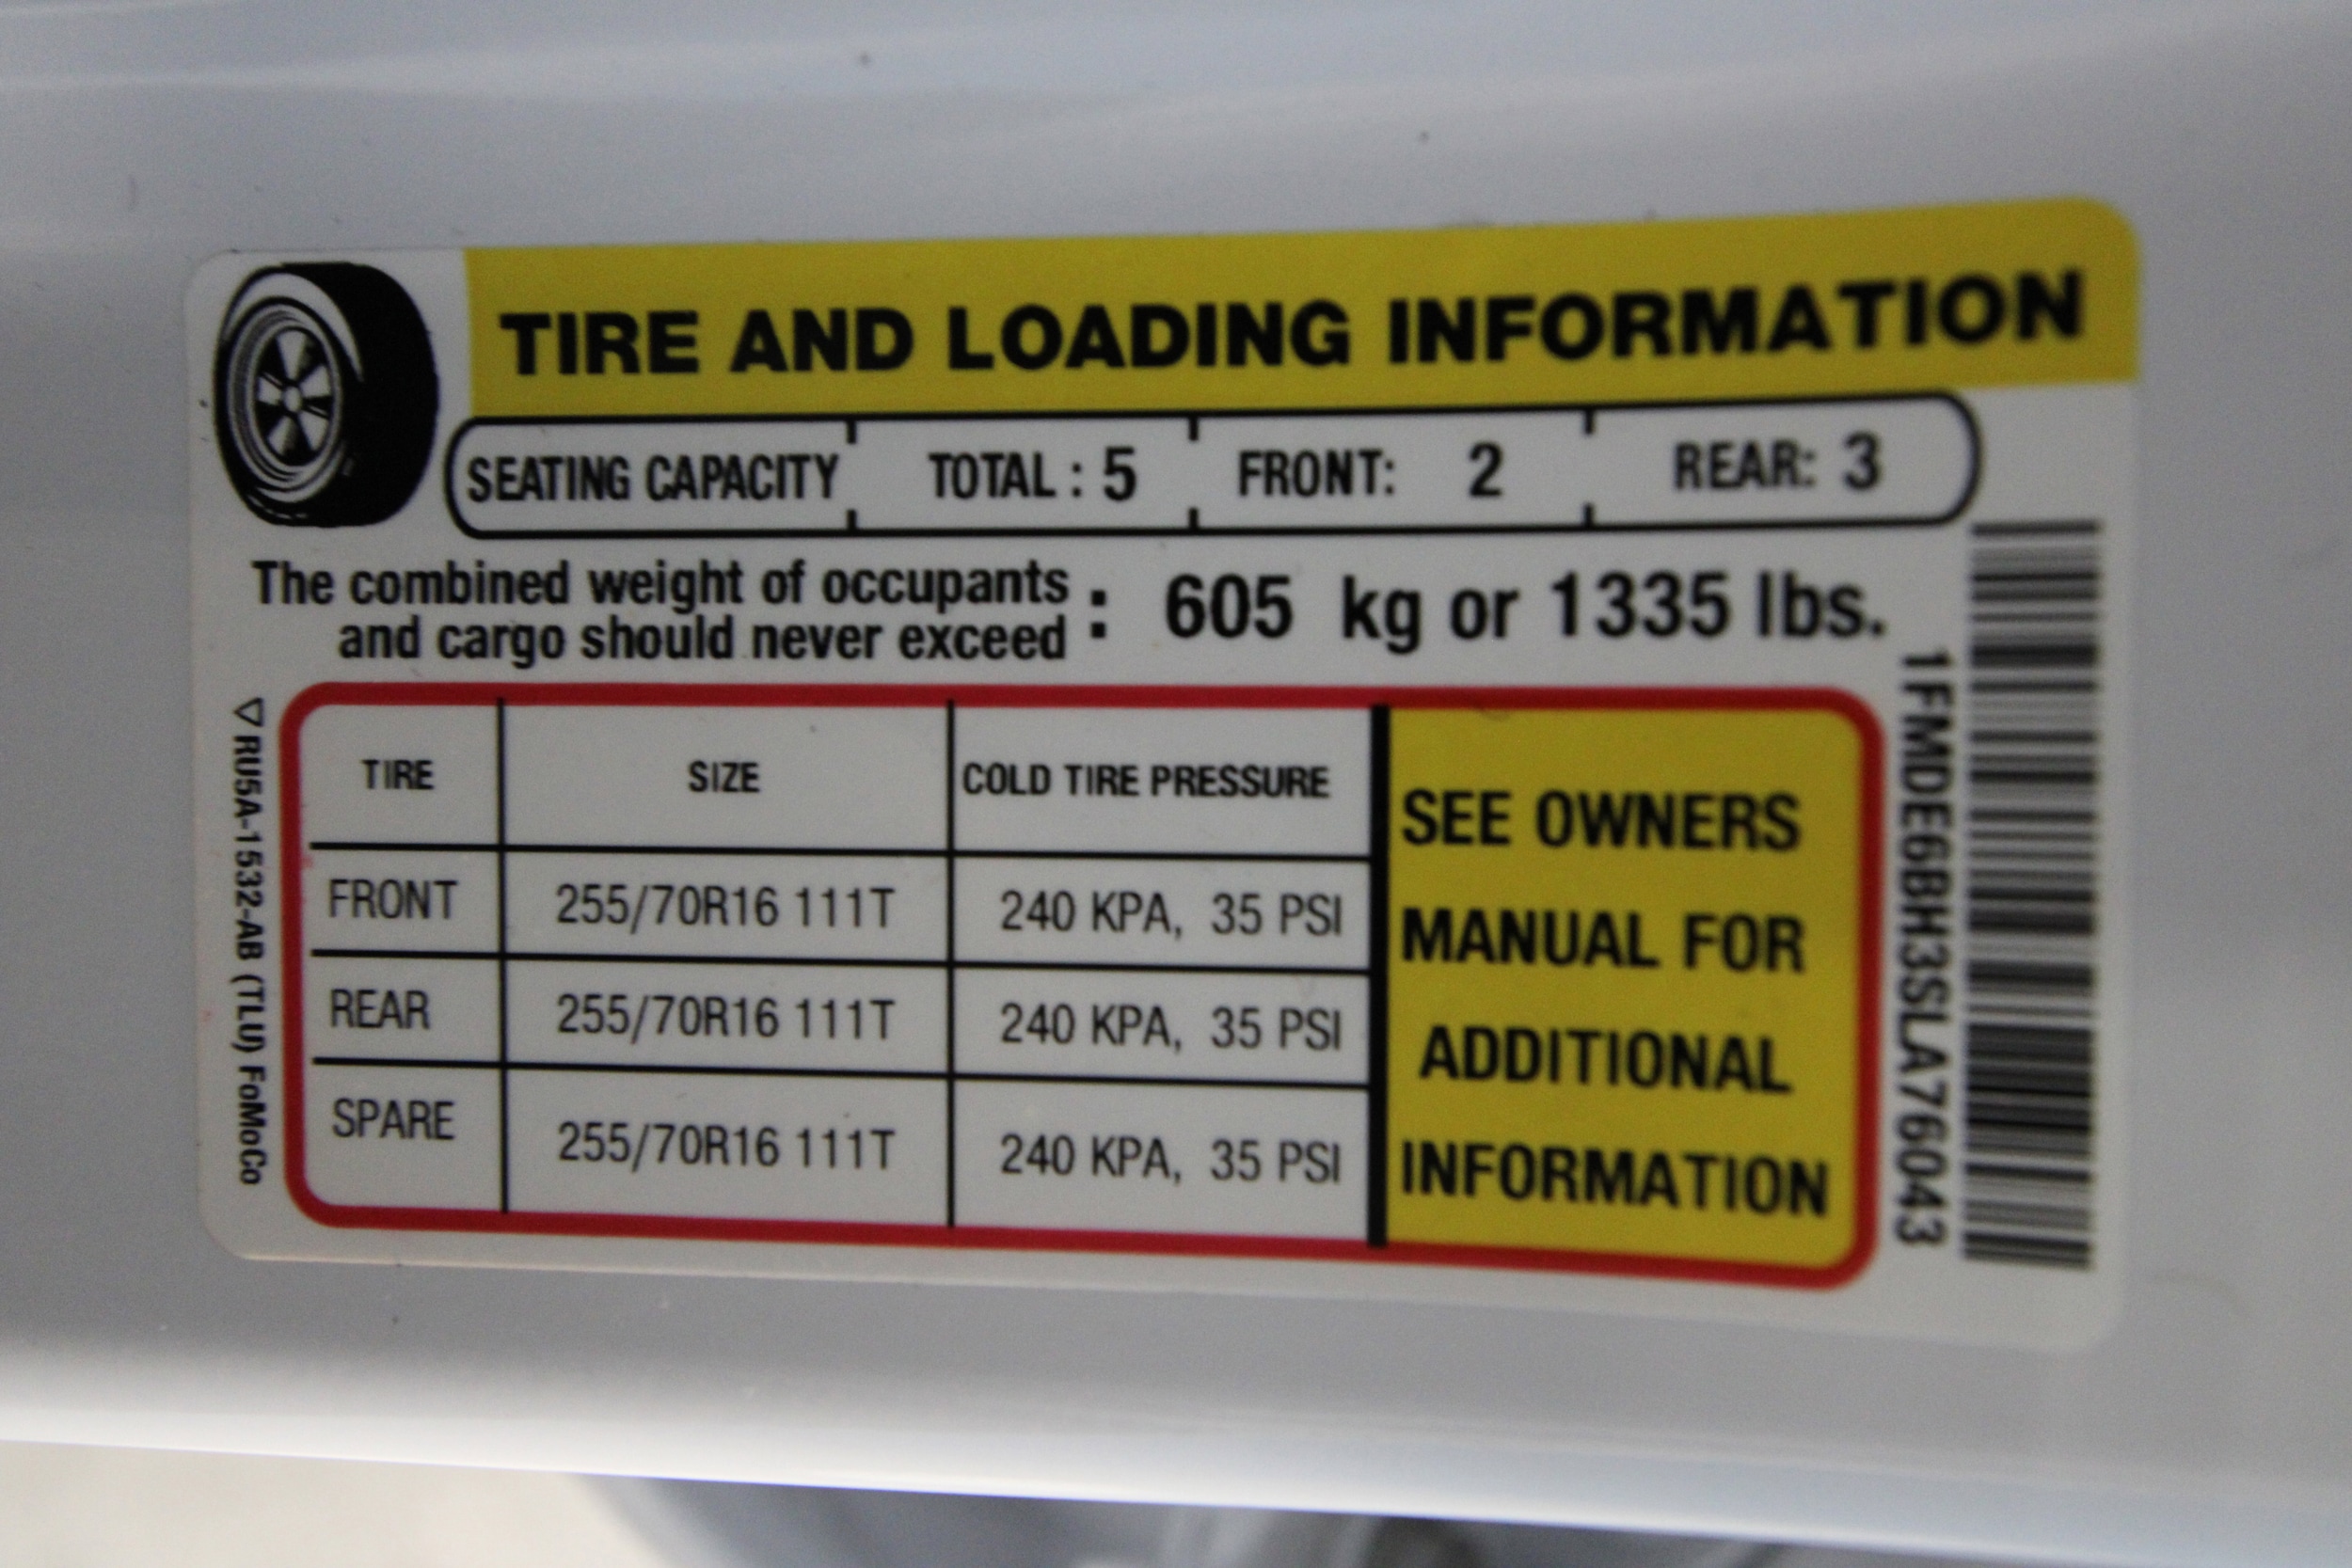 TIRE AND LOADING INFORMATION
SEATING CAPACITY TOTAL : 5 FRONT: 2 REAR: 3
The combined weight of occupants
and cargo should never exceed : 605 kg or 1335 lbs.
TIRE SIZE COLD TIRE PRESSURE
FRONT 255/70R16 111T 240 KPA, 35 PSI
REAR 255/70R16 111T 240 KPA, 35 PSI
SPARE 255/70R16 111T 240 KPA, 35 PSI
SEE OWNERS
MANUAL FOR
ADDITIONAL
INFORMATION
RU5A-1532-AB (TLU) FoMoCo
1FMDE6BH3SLA76043